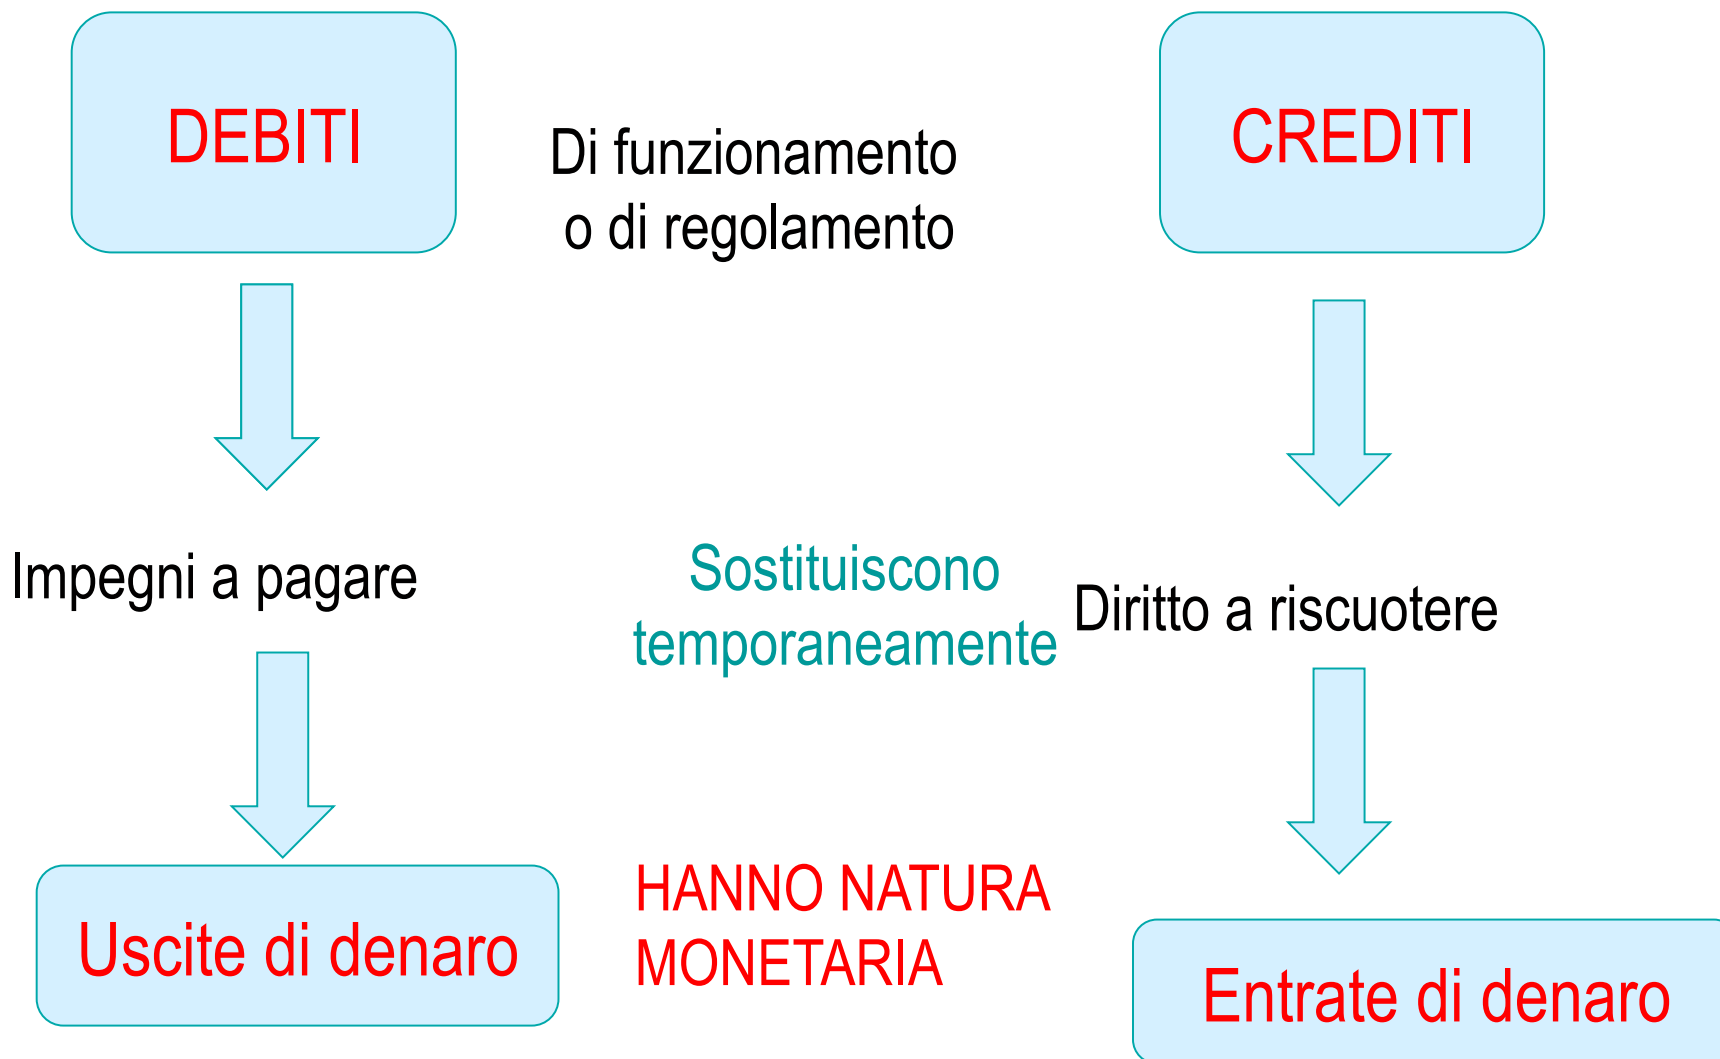 DEBITI
Di funzionamento
o di regolamento
CREDITI
Impegni a pagare
Sostituiscono
temporaneamente
Diritto a riscuotere
Uscite di denaro
HANNO NATURA
MONETARIA
Entrate di denaro